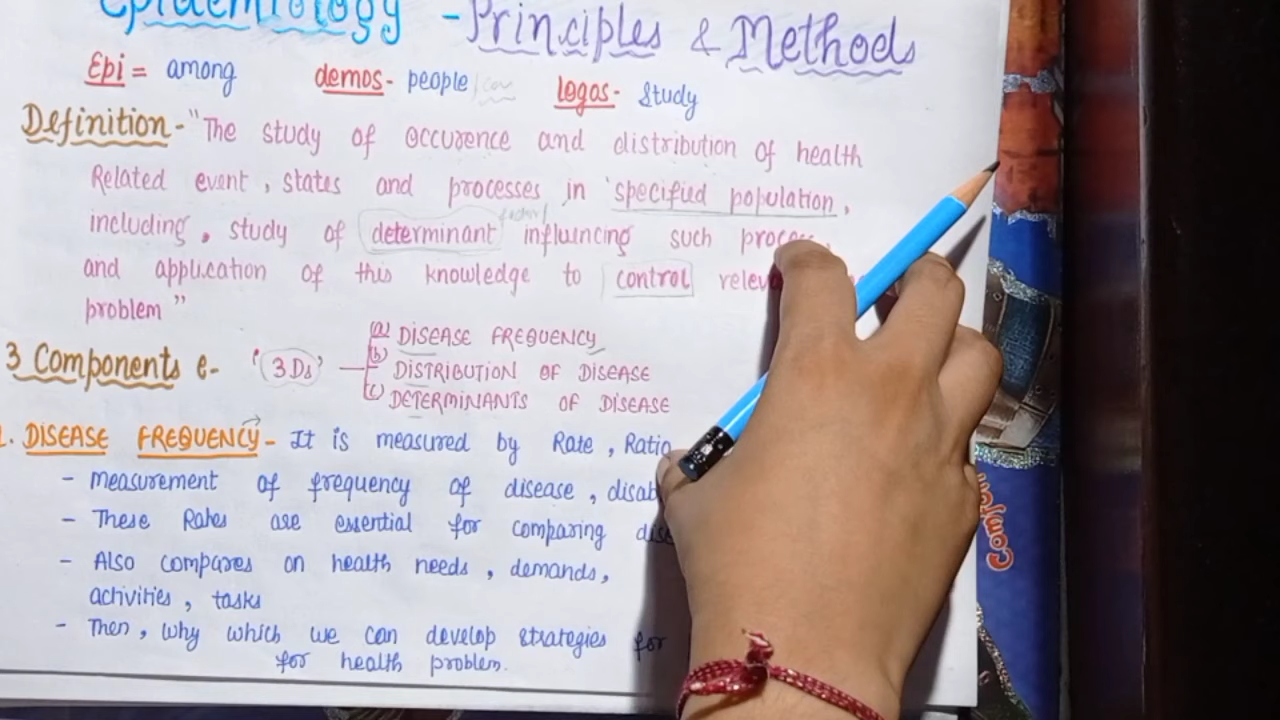 Epidemiology - Principles & Methods
Epi = among demos- people logos- Study
Definition - "The study of occurence and distribution of health
Related event, states and processes in specified population,
including, study of determinant influencing such process
factor/
and application of this knowledge to control
problem"
3 Components :- '3Ds' (a) DISEASE FREQUENCY
(b) DISTRIBUTION OF DISEASE
(c) DETERMINANTS OF DISEASE
1. DISEASE FREQUENCY - It is measured by Rate, Ratio
- Measurement of frequency of disease,
- These Rates are essential for comparing
- Also compares on health needs, demands,
activities, tasks
- Then, why which we can develop strategies for
for health problem.